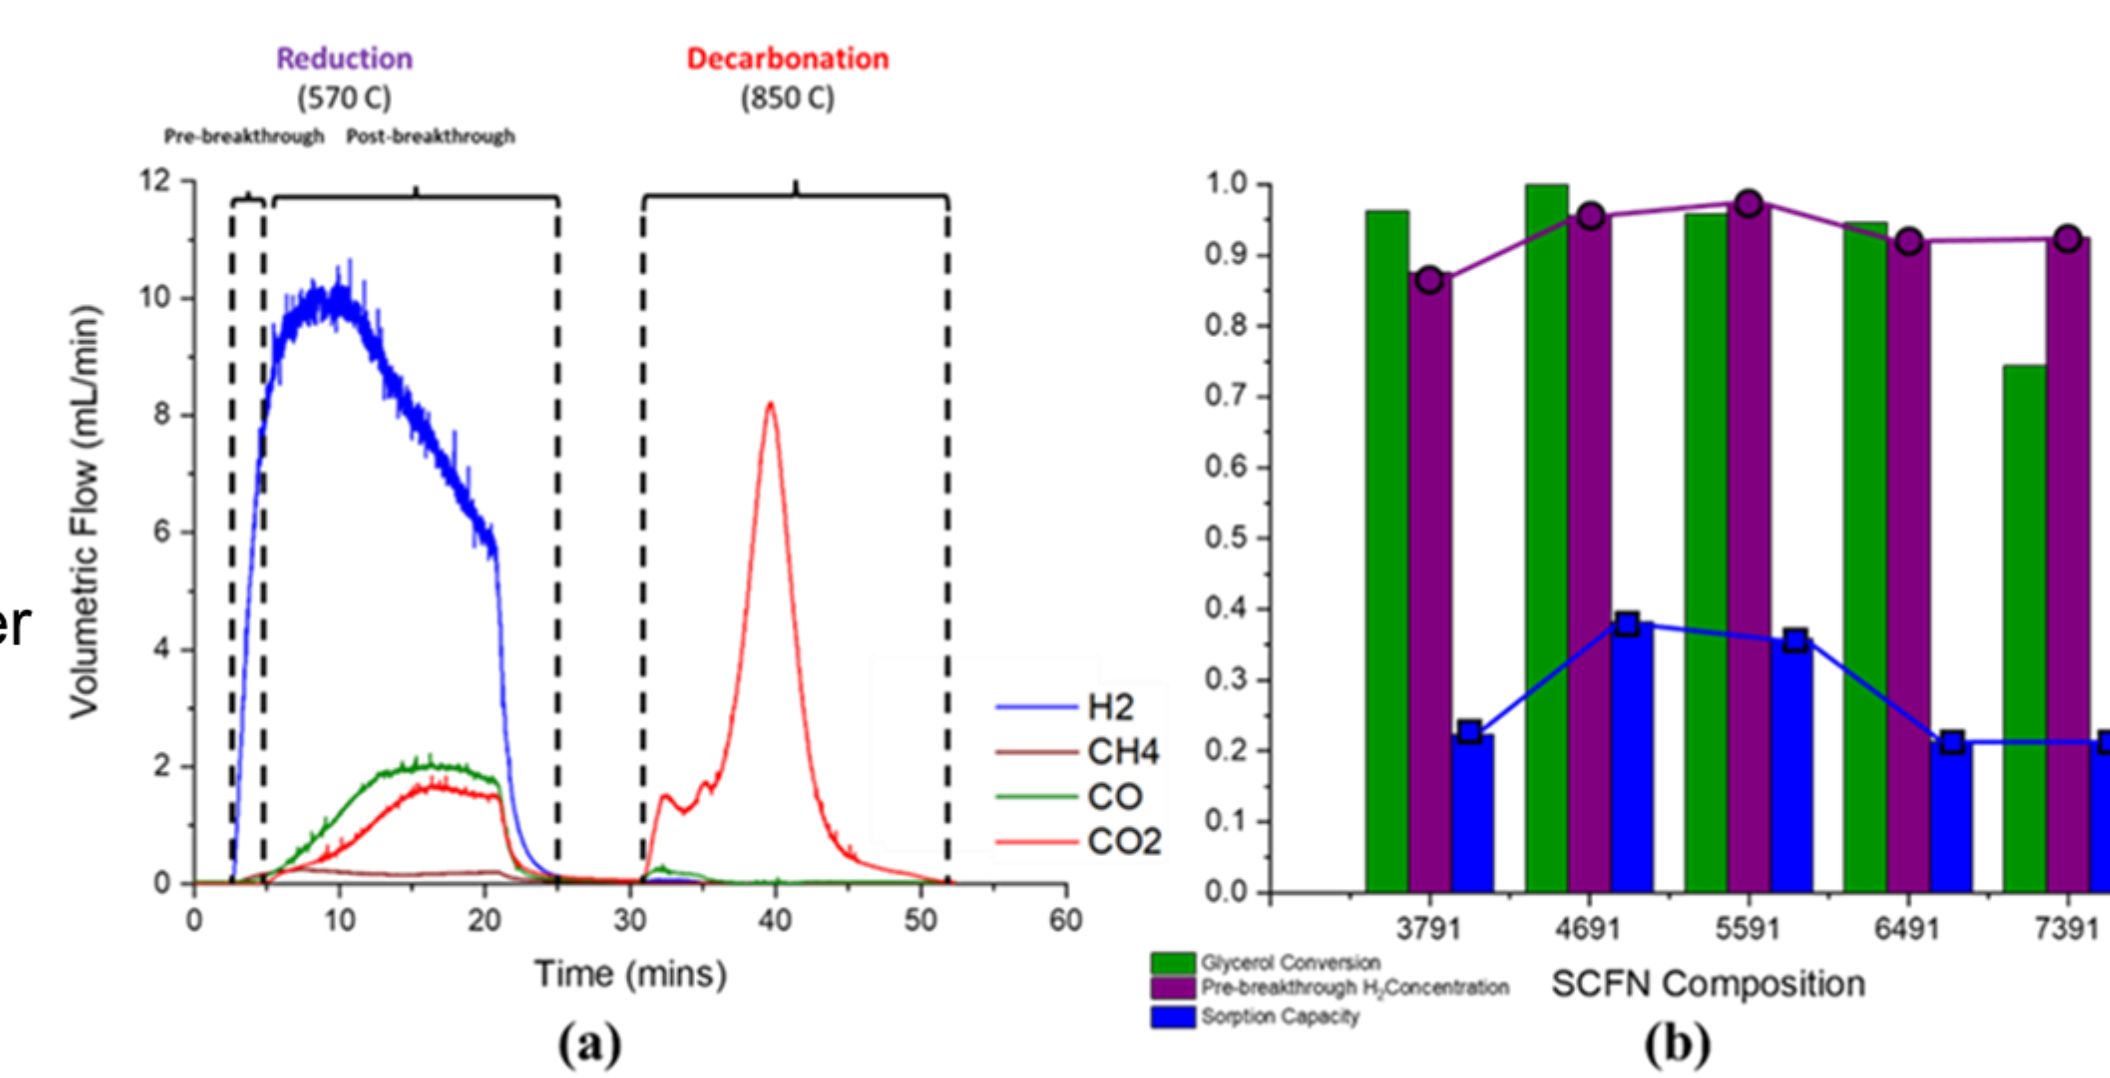 Reduction
(570 C)
Pre-breakthrough Post-breakthrough
Decarbonation
(850 C)
12
10
8
6
4
2
0
Volumetric Flow (mL/min)
0 10 20 30 40 50 60
Time (mins)
H2
CH4
CO
CO2
(a)
er
1.0
0.9
0.8
0.7
0.6
0.5
0.4
0.3
0.2
0.1
0.0
3791 4691 5591 6491 7391
SCFN Composition
Glycerol Conversion
Pre-breakthrough H₂Concentration
Sorption Capacity
(b)